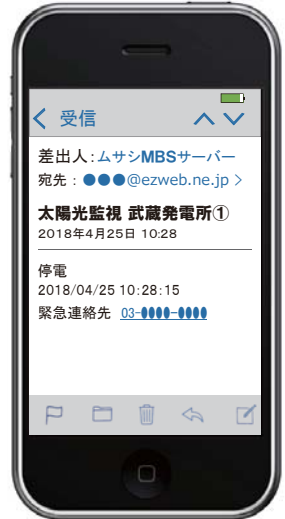 受信
差出人：ムサシMBSサーバー
宛先：●●●@ezweb.ne.jp >
太陽光監視 武蔵発電所①
2018年4月25日 10:28
停電
2018/04/25 10:28:15
緊急連絡先 03-●●●●-●●●●